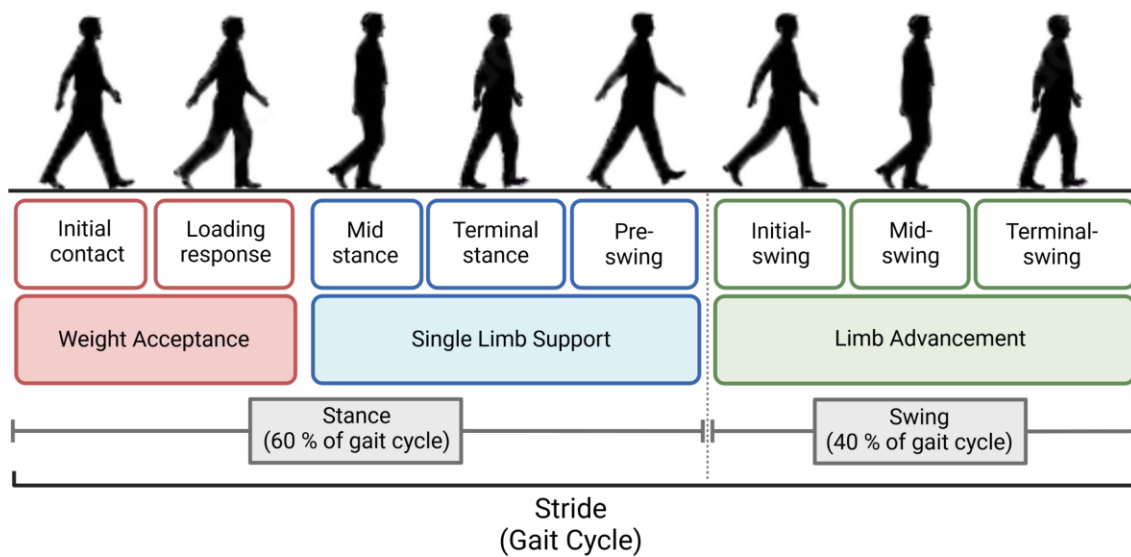 Initial
contact
Loading
response
Mid
stance
Terminal
stance
Pre-
swing
Initial-
swing
Mid-
swing
Terminal-
swing
Weight Acceptance
Single Limb Support
Limb Advancement
Stance
(60 % of gait cycle)
Swing
(40 % of gait cycle)
Stride
(Gait Cycle)